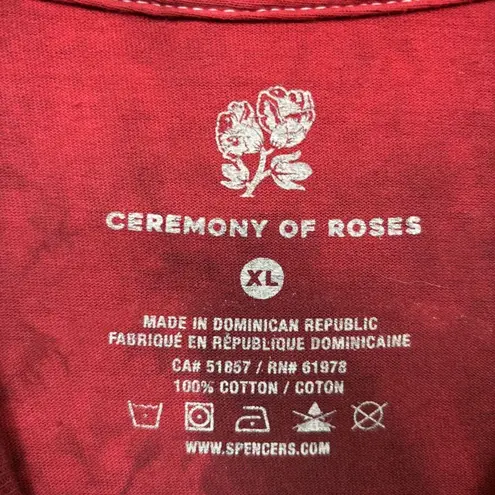 CEREMONY OF ROSES
XL
MADE IN DOMINICAN REPUBLIC
FABRIQUÉ EN RÉPUBLIQUE DOMINICAINE
CA# 51857 / RN# 61978
100% COTTON / COTON
WWW.SPENCERS.COM